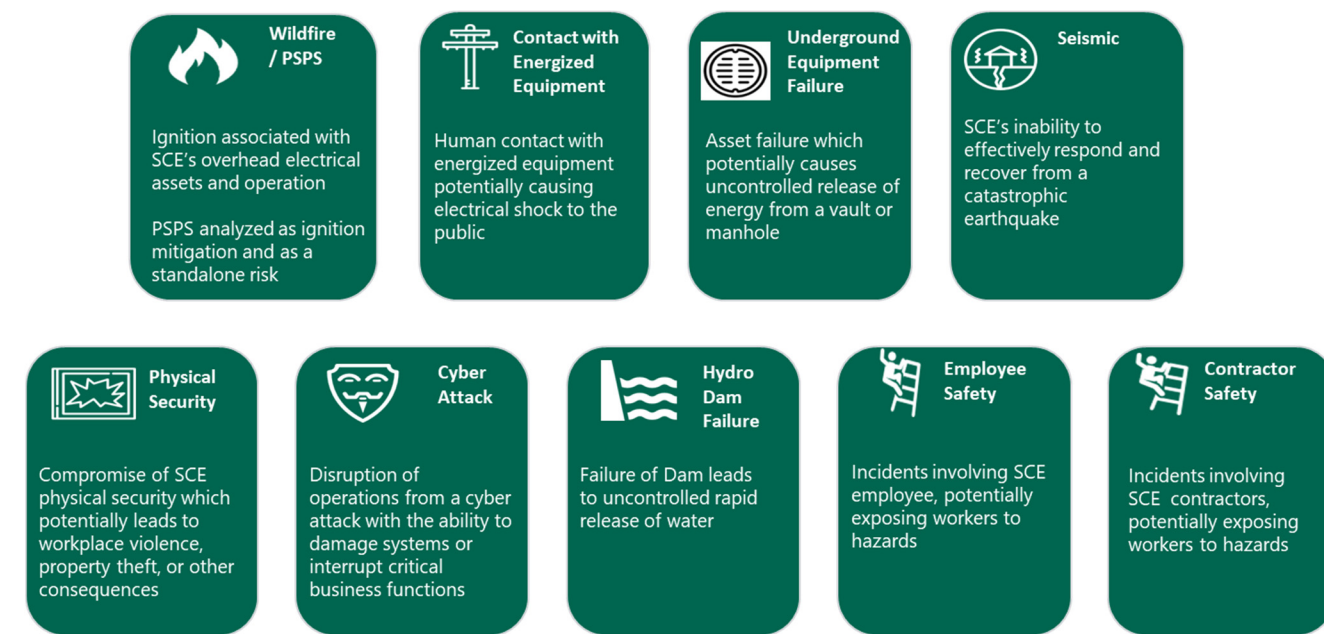 Wildfire
/ PSPS
Ignition associated with
SCE's overhead electrical
assets and operation
PSPS analyzed as ignition
mitigation and as a
standalone risk
Contact with
Energized
Equipment
Human contact with
energized equipment
potentially causing
electrical shock to the
public
Underground
Equipment
Failure
Asset failure which
potentially causes
uncontrolled release of
energy from a vault or
manhole
Seismic
SCE's inability to
effectively respond and
recover from a
catastrophic
earthquake
Physical
Security
Compromise of SCE
physical security which
potentially leads to
workplace violence,
property theft, or other
consequences
Cyber
Attack
Disruption of
operations from a cyber
attack with the ability to
damage systems or
interrupt critical
business functions
Hydro
Dam
Failure
Failure of Dam leads
to uncontrolled rapid
release of water
Employee
Safety
Incidents involving SCE
employee, potentially
exposing workers to
hazards
Contractor
Safety
Incidents involving
SCE contractors,
potentially exposing
workers to hazards